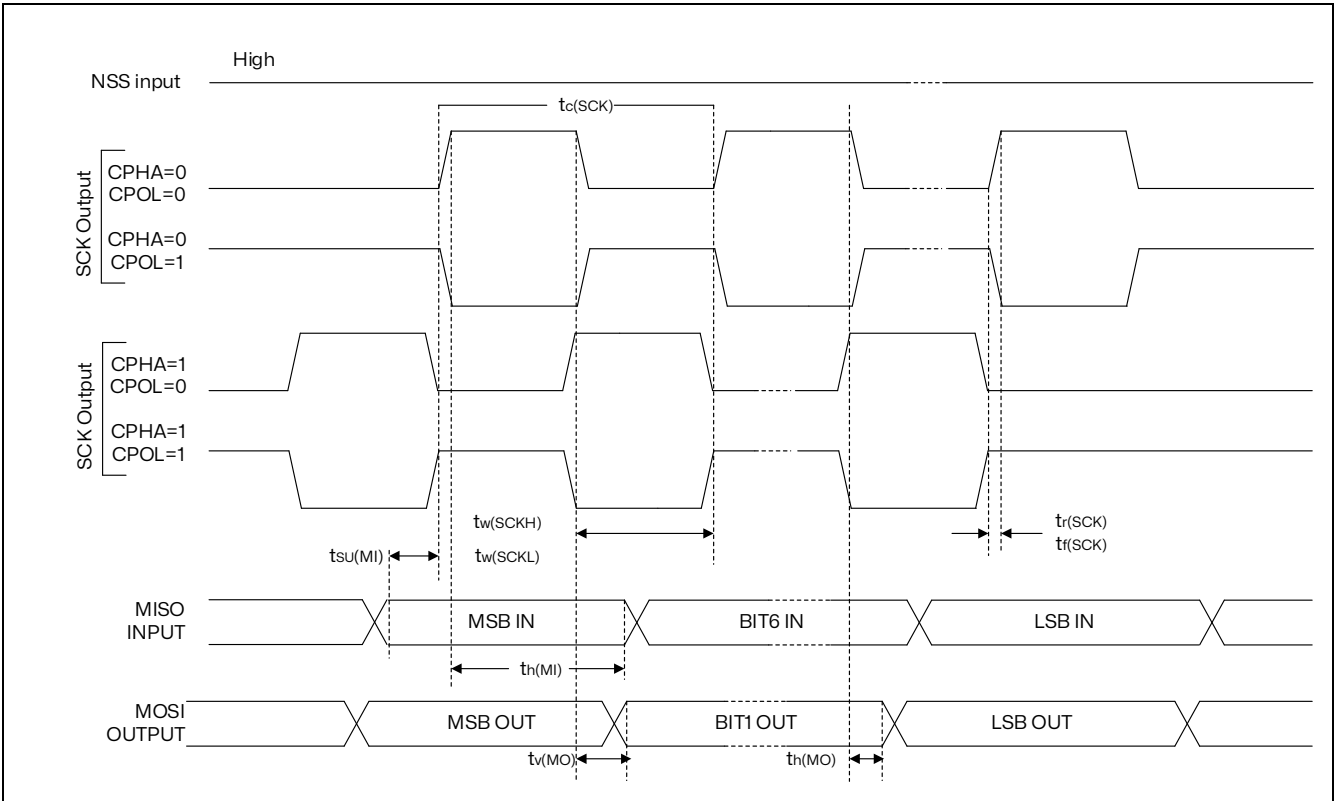 High
NSS input
tc(SCK)
SCK Output
CPHA=0
CPOL=0
CPHA=0
CPOL=1
SCK Output
CPHA=1
CPOL=0
CPHA=1
CPOL=1
tw(SCKH)
tw(SCKL)
tr(SCK)
tf(SCK)
tSU(MI)
MISO
INPUT
MSB IN
BIT6 IN
LSB IN
th(MI)
MOSI
OUTPUT
MSB OUT
BIT1 OUT
LSB OUT
tv(MO)
th(MO)